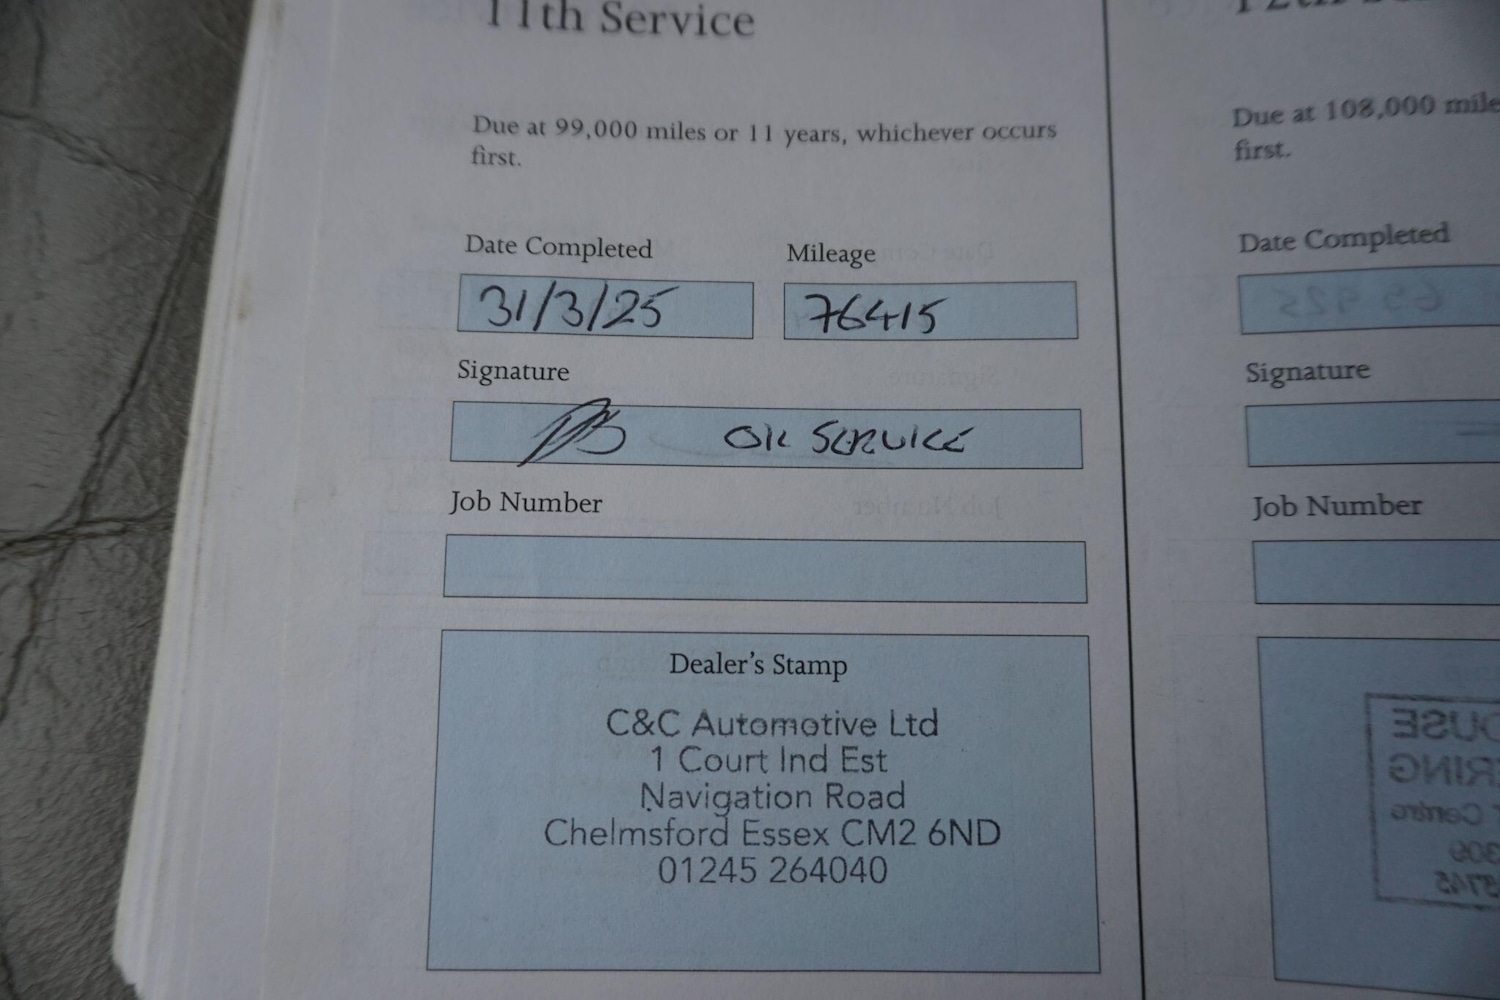 11th Service
Due at 99,000 miles or 11 years, whichever occurs
first.
Date Completed
Mileage
31/3/25
76415
Signature
OIL SERVICE
Job Number
Dealer's Stamp
C&C Automotive Ltd
1 Court Ind Est
Navigation Road
Chelmsford Essex CM2 6ND
01245 264040
Due at 108,000 mile
first.
Date Completed
Signature
Job Number